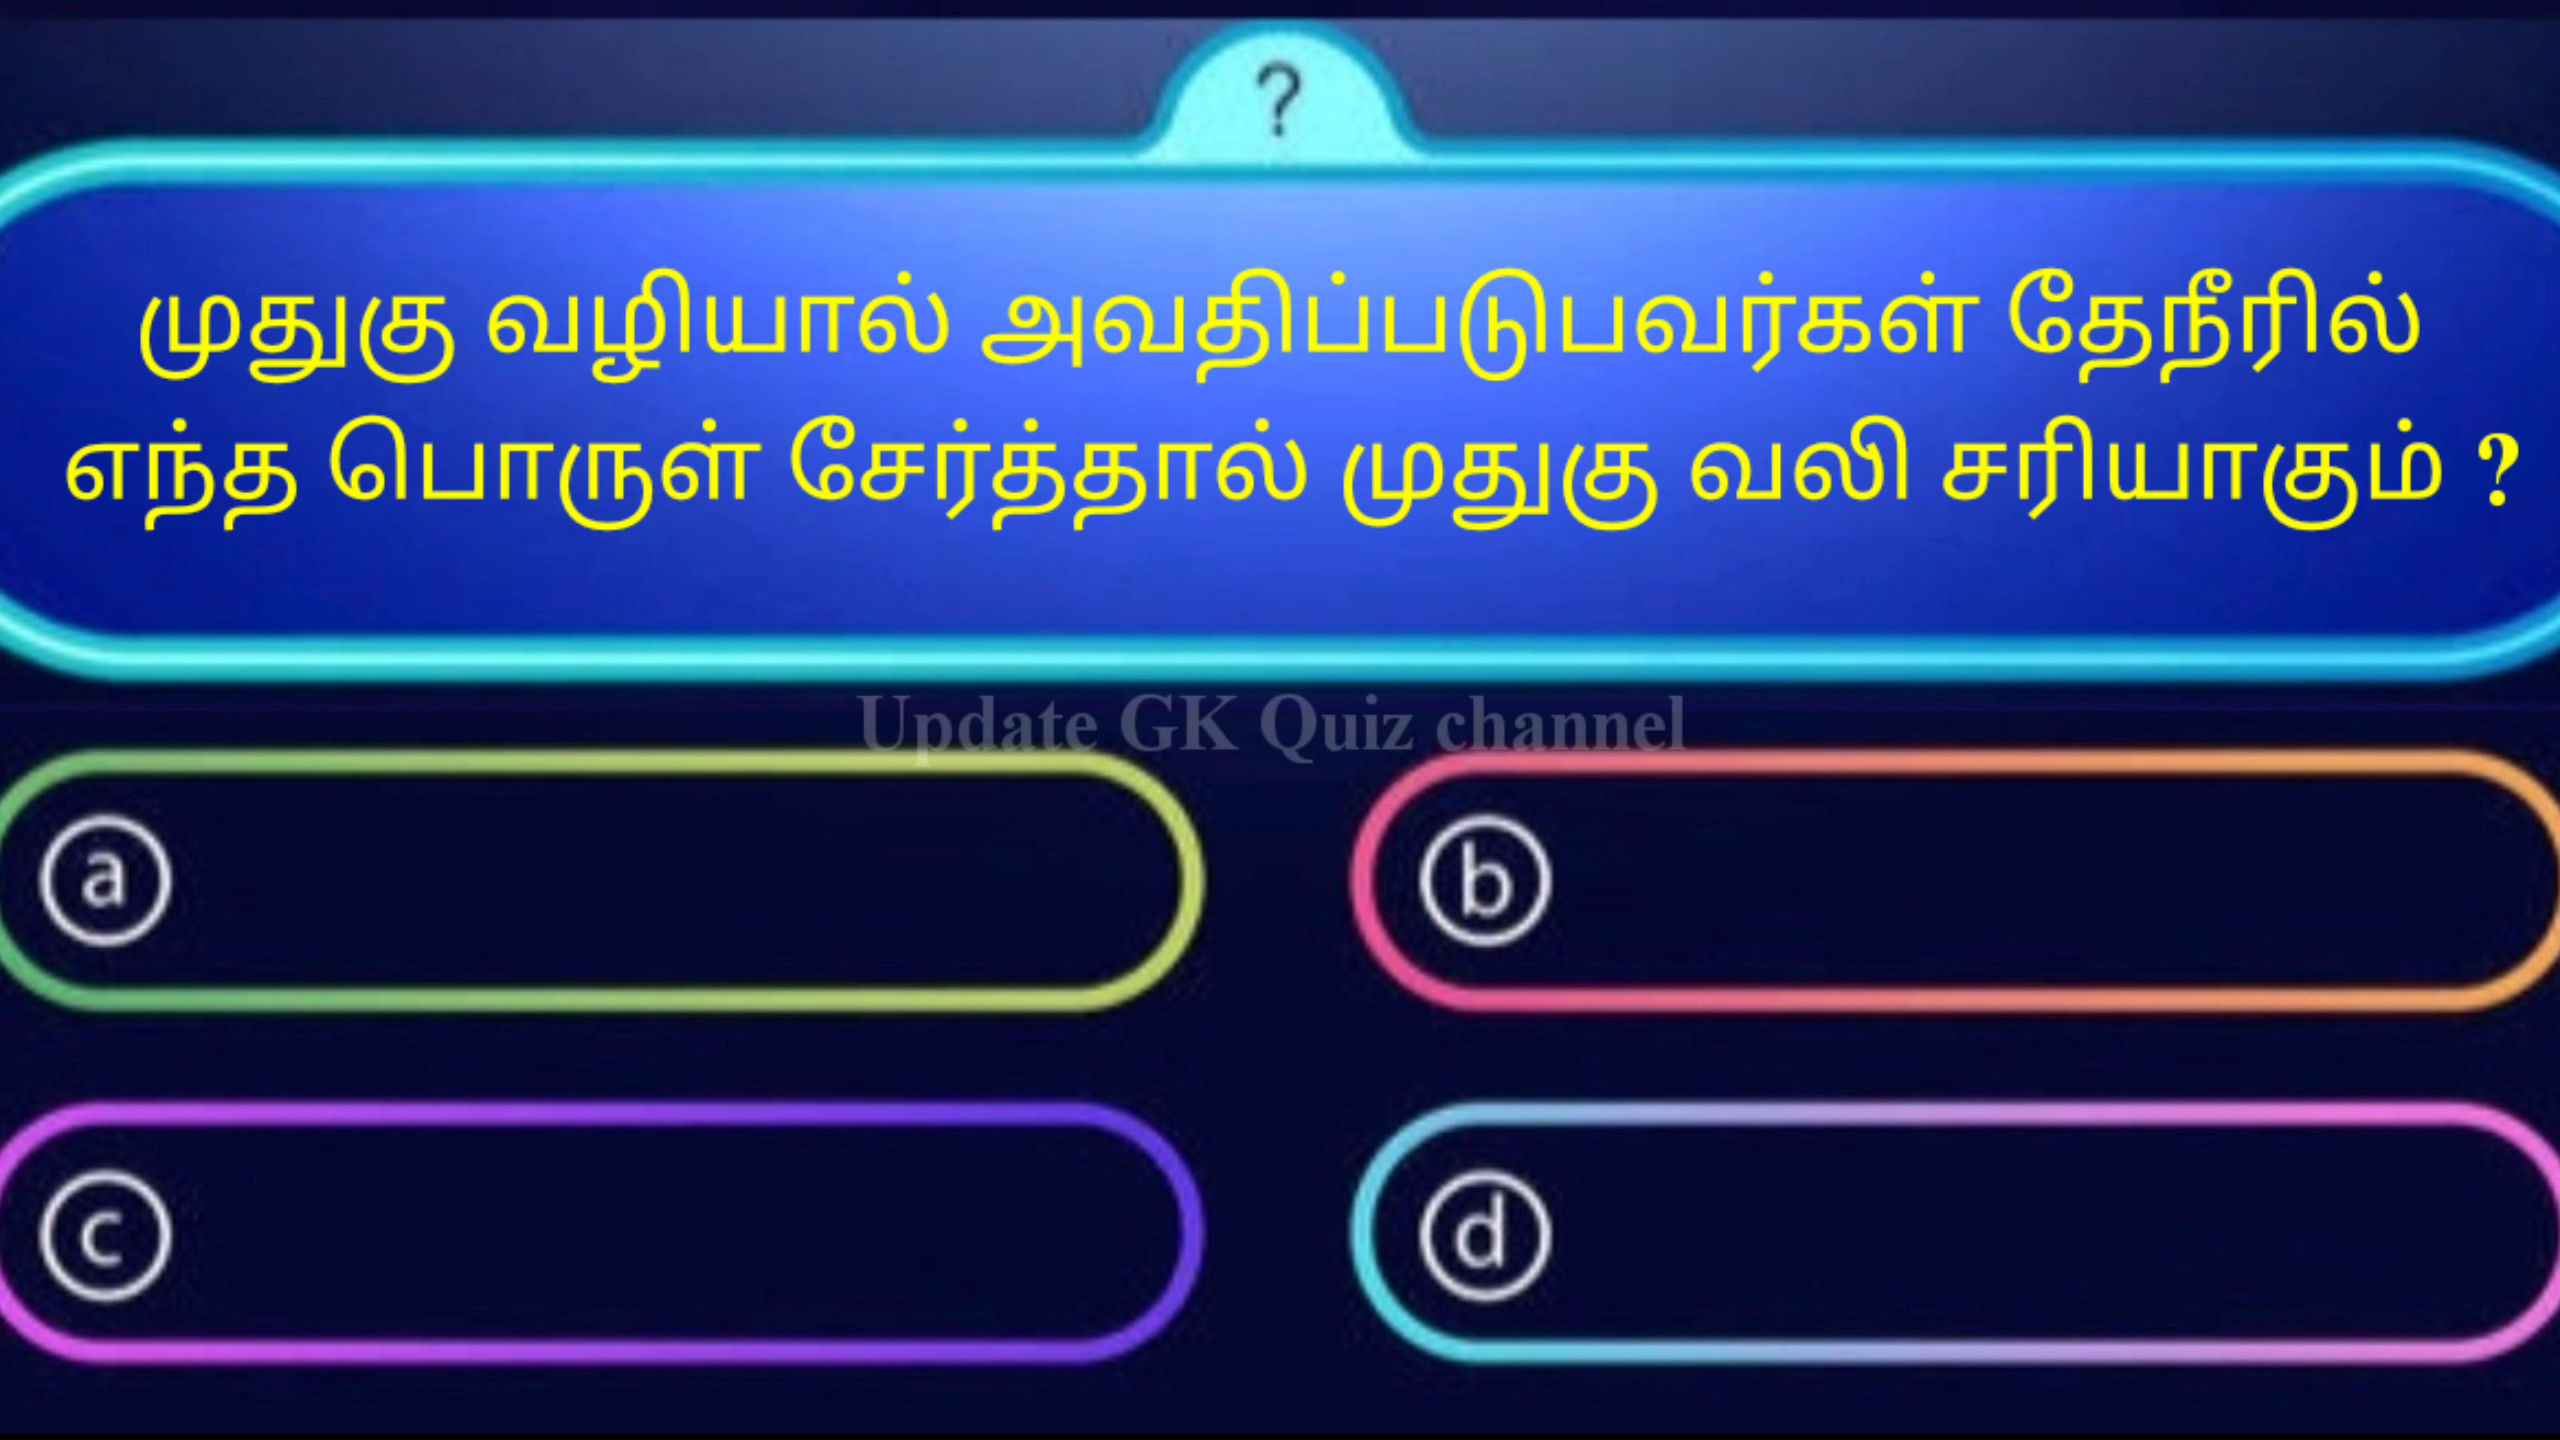 ?
முதுகு வழியால் அவதிப்படுபவர்கள் தேநீரில்
எந்த பொருள் சேர்த்தால் முதுகு வலி சரியாகும் ?
Update GK Quiz channel
a
b
c
d